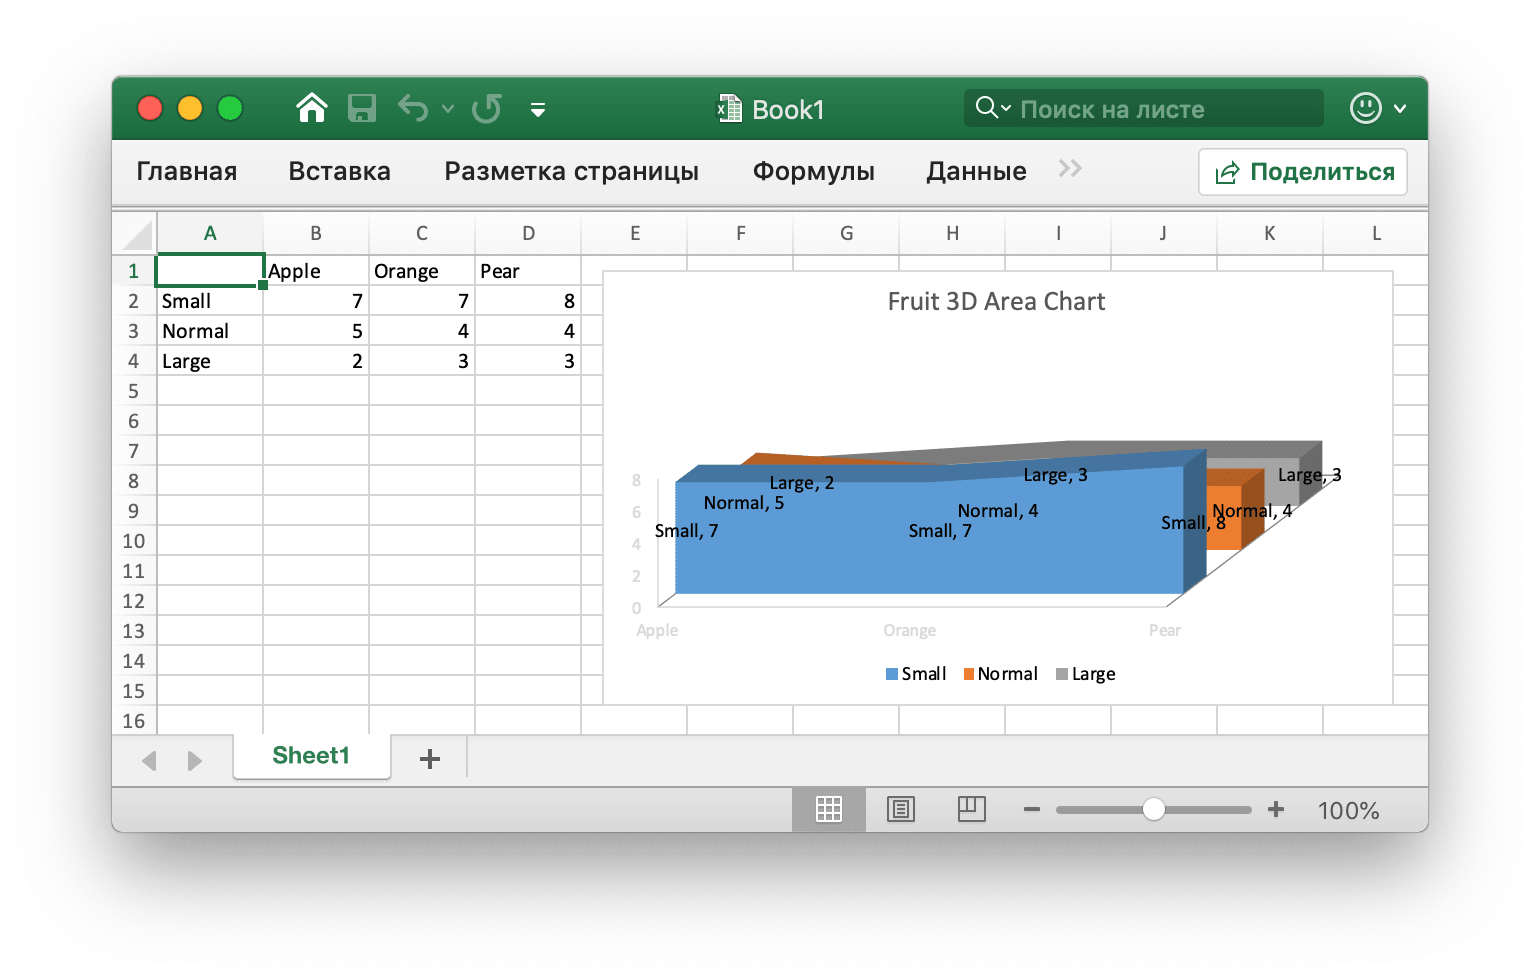 Book1
Поиск на листе
Главная Вставка Разметка страницы Формулы Данные Поделиться
A B C D E F G H I J K L
1 Apple Orange Pear
2 Small 7 7 8
3 Normal 5 4 4
4 Large 2 3 3
5
6
7
8
9
10
11
12
13
14
15
16
Fruit 3D Area Chart
8
6
4
2
0
Large, 2
Large, 3
Large, 3
Normal, 5
Normal, 4
Normal, 4
Small, 7
Small, 7
Small, 8
Apple Orange Pear
Small Normal Large
Sheet1
100%